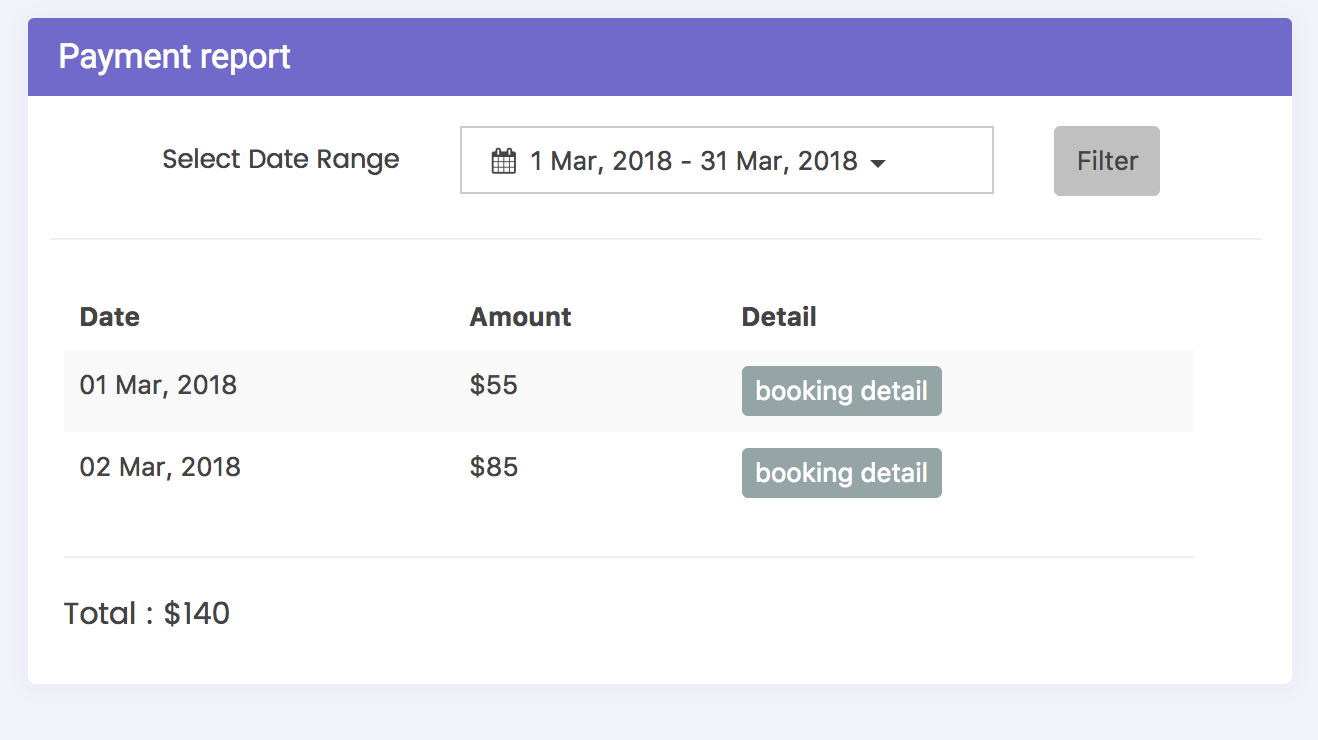 Payment report
Select Date Range 1 Mar, 2018 - 31 Mar, 2018 Filter
Date Amount Detail
01 Mar, 2018 $55 booking detail
02 Mar, 2018 $85 booking detail
Total : $140